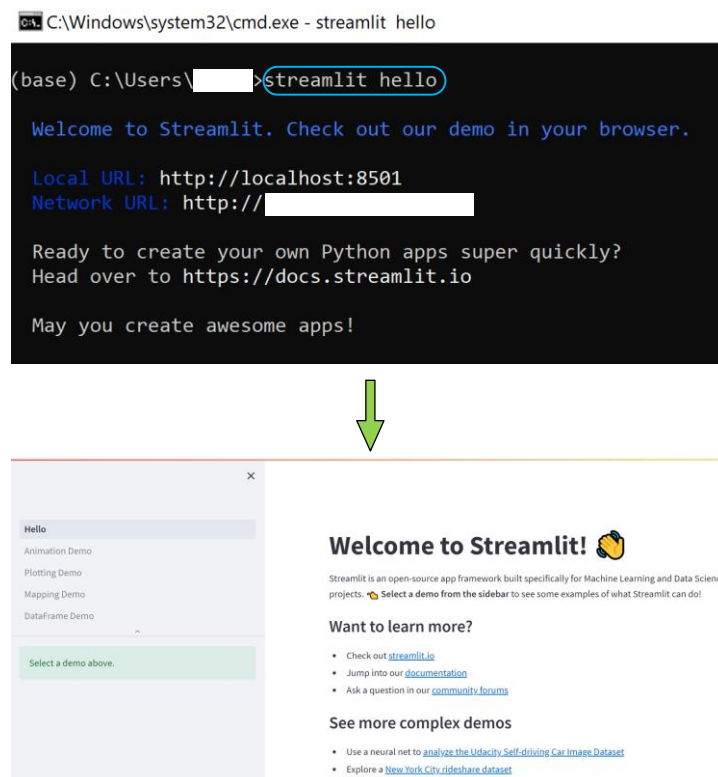 C:\Windows\system32\cmd.exe - streamlit hello
(base) C:\Users\ >streamlit hello
Welcome to Streamlit. Check out our demo in your browser.
Local URL: http://localhost:8501
Network URL: http://
Ready to create your own Python apps super quickly?
Head over to https://docs.streamlit.io
May you create awesome apps!
Hello
Animation Demo
Plotting Demo
Mapping Demo
DataFrame Demo
Select a demo above.
Welcome to Streamlit! 👋
Streamlit is an open-source app framework built specifically for Machine Learning and Data Scien
projects. 👈 Select a demo from the sidebar to see some examples of what Streamlit can do!
Want to learn more?
• Check out streamlit.io
• Jump into our documentation
• Ask a question in our community forums
See more complex demos
• Use a neural net to analyze the Udacity Self-driving Car Image Dataset
• Explore a New York City rideshare dataset